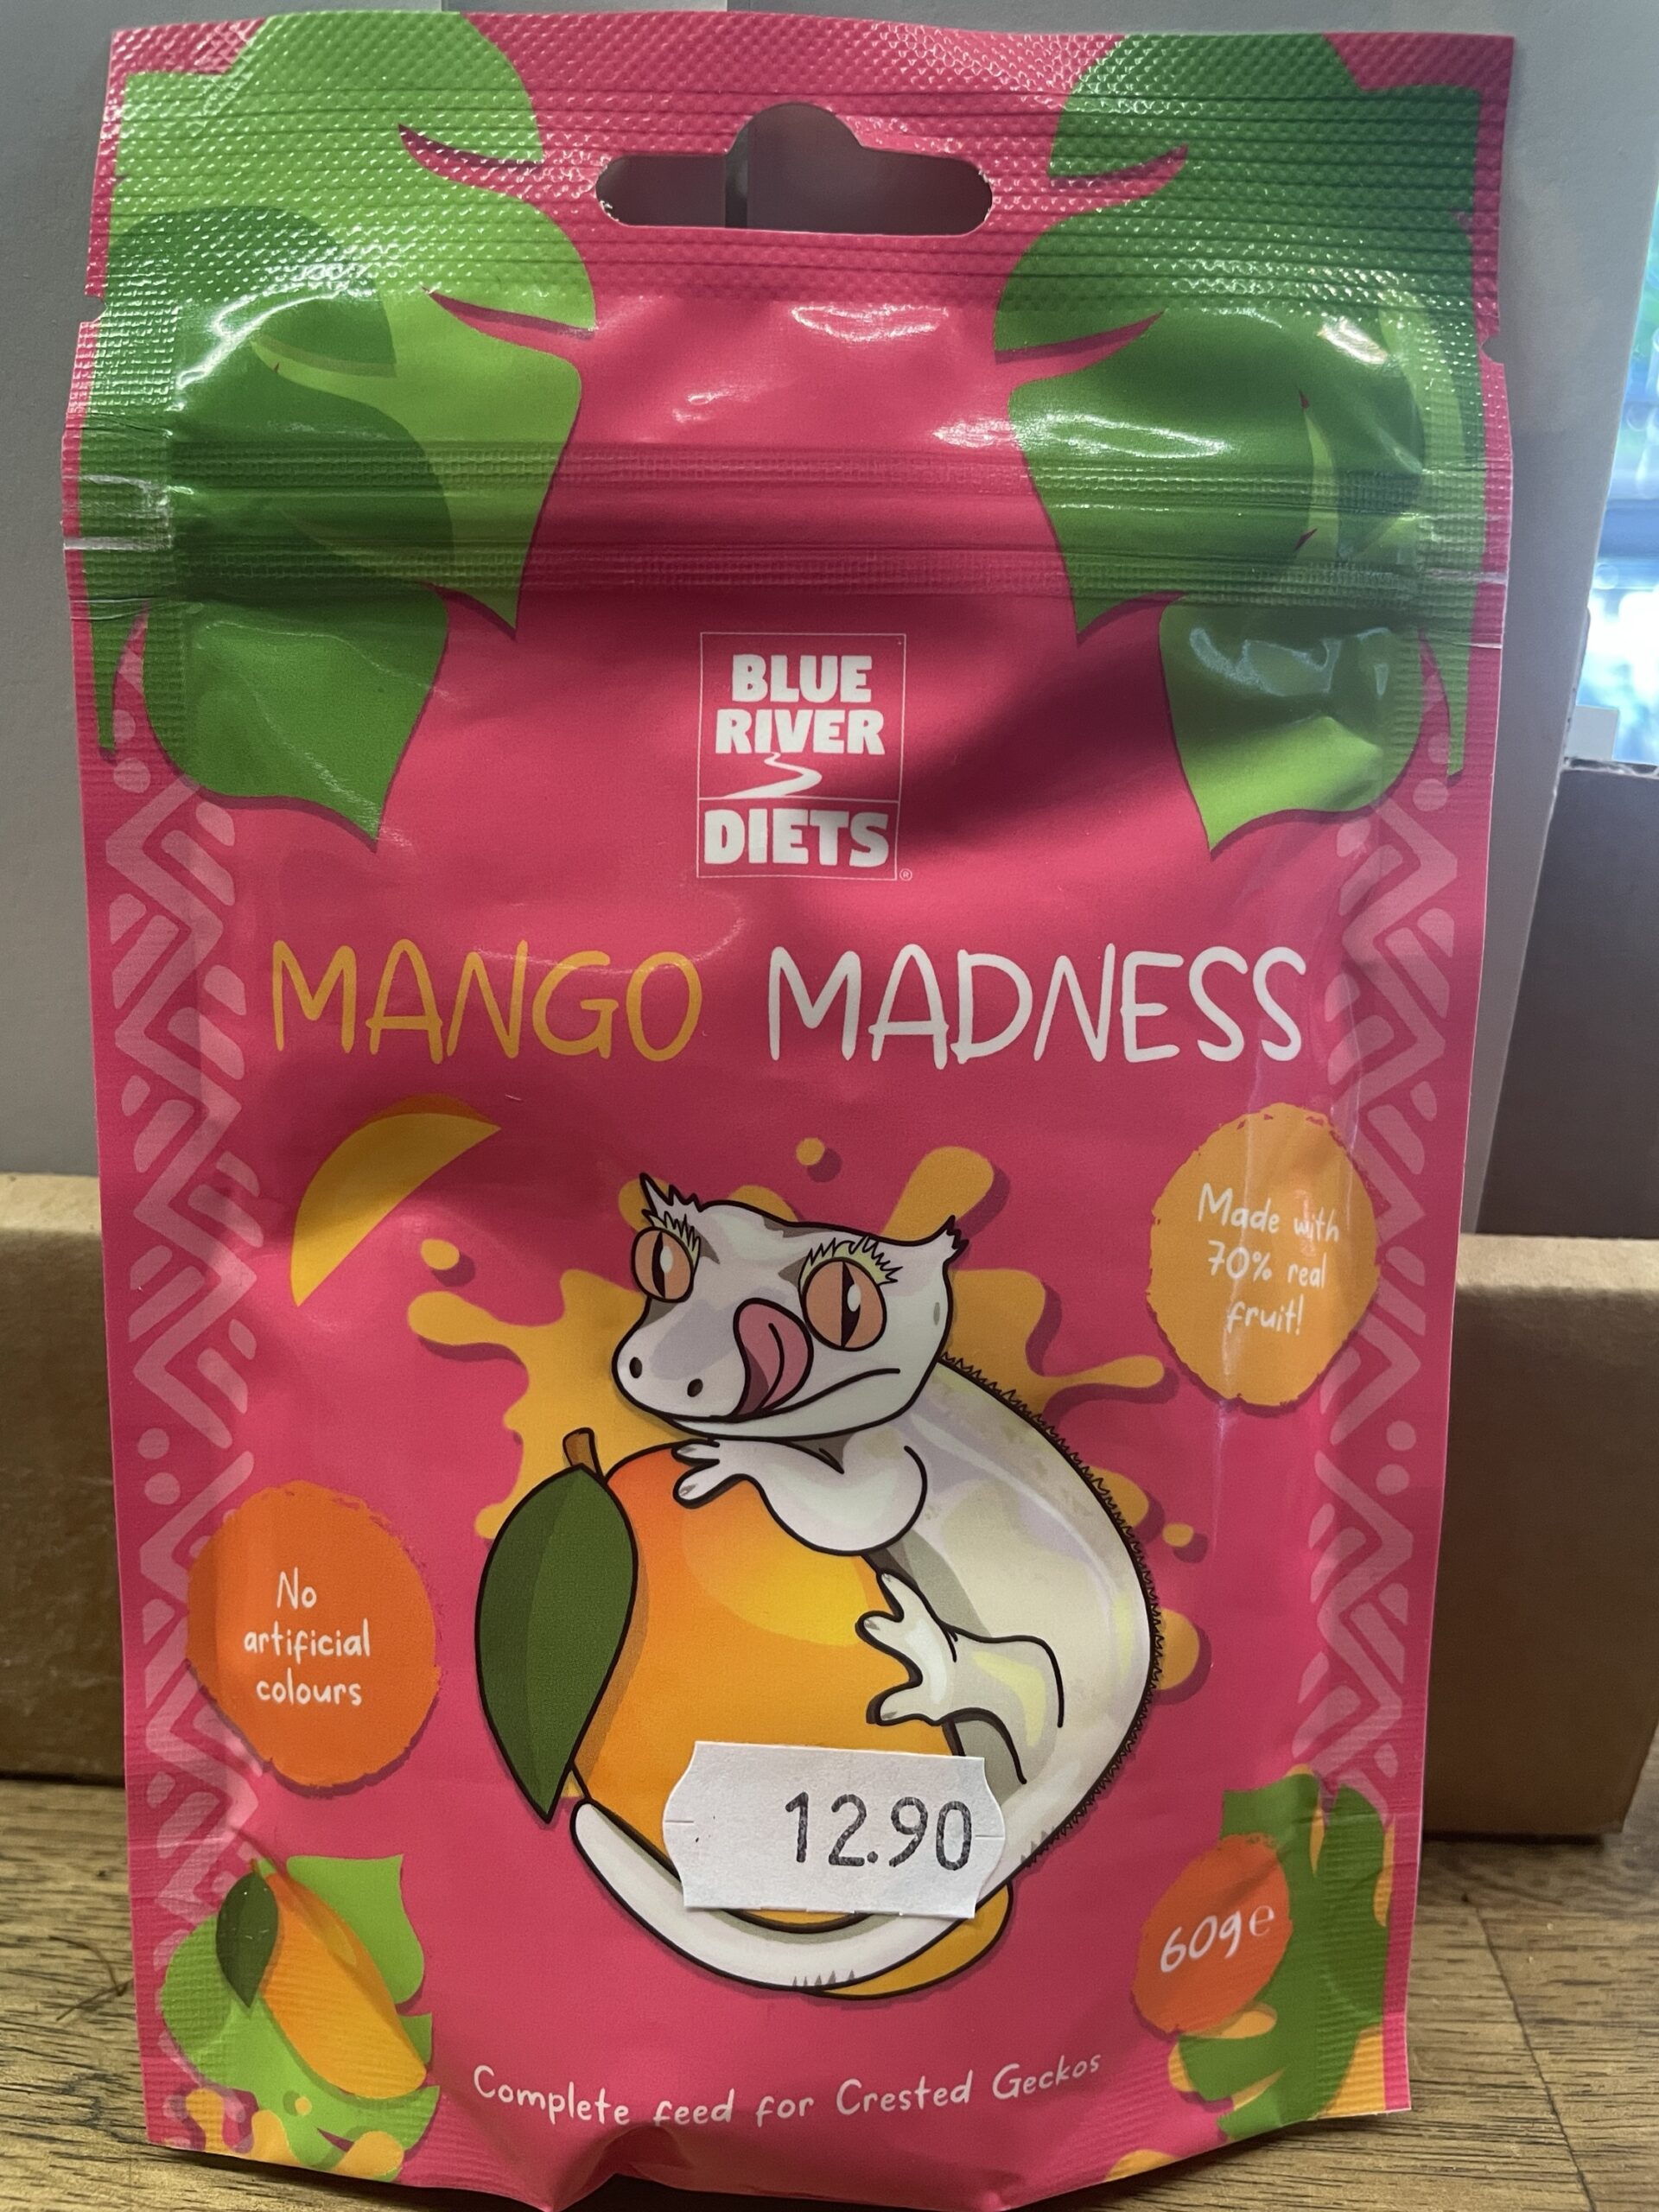 BLUE
RIVER
DIETS
®
MANGO MADNESS
Made with
70% real
fruit!
No
artificial
colours
12.90
60g℮
Complete feed for Crested Geckos